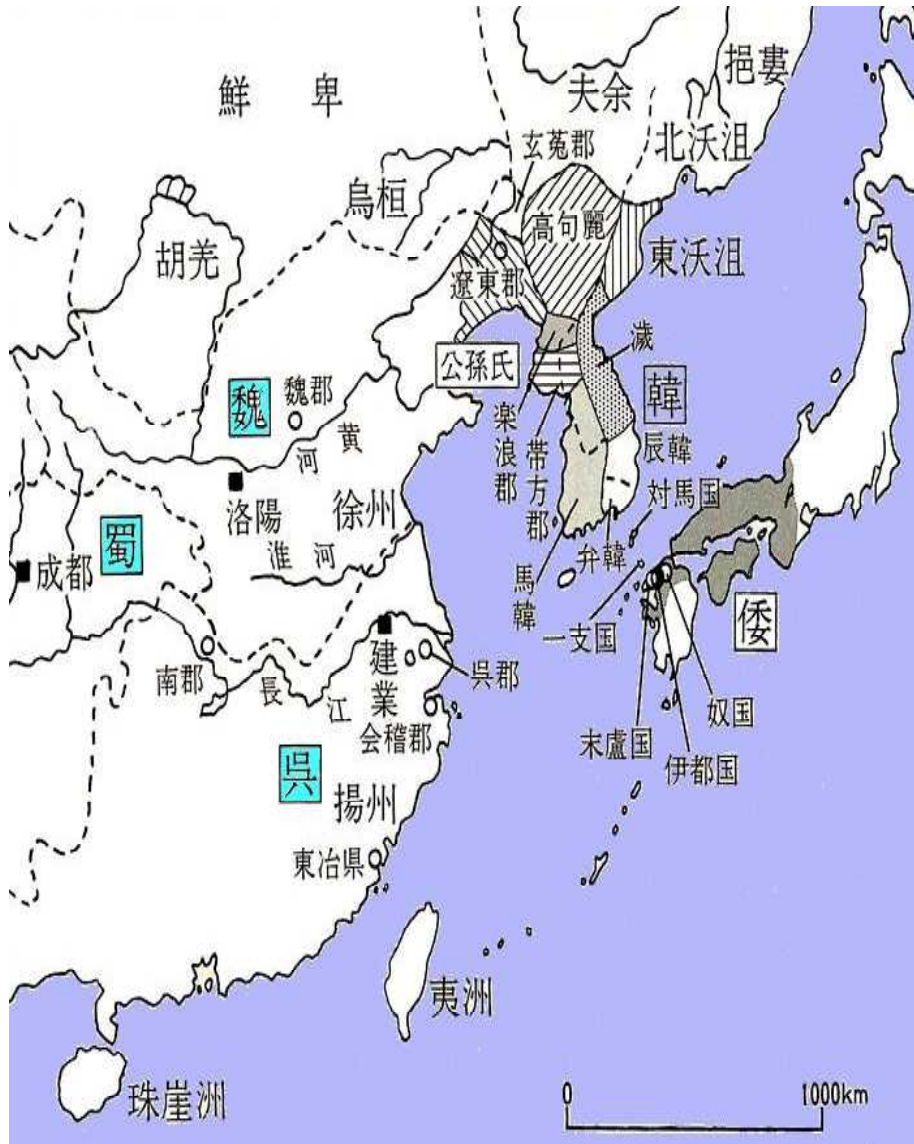 鮮卑
夫余
挹婁
北沃沮
玄菟郡
烏桓
高句麗
胡羌
東沃沮
遼東郡
濊
公孫氏
魏
魏郡
韓
楽浪郡
帯方郡
黄河
辰韓
洛陽
徐州
対馬国
蜀
成都
淮河
弁韓
馬韓
一支国
倭
建業
呉郡
南郡
長江
会稽郡
奴国
末盧国
伊都国
呉
揚州
東冶県
夷洲
珠崖洲
0
1000km